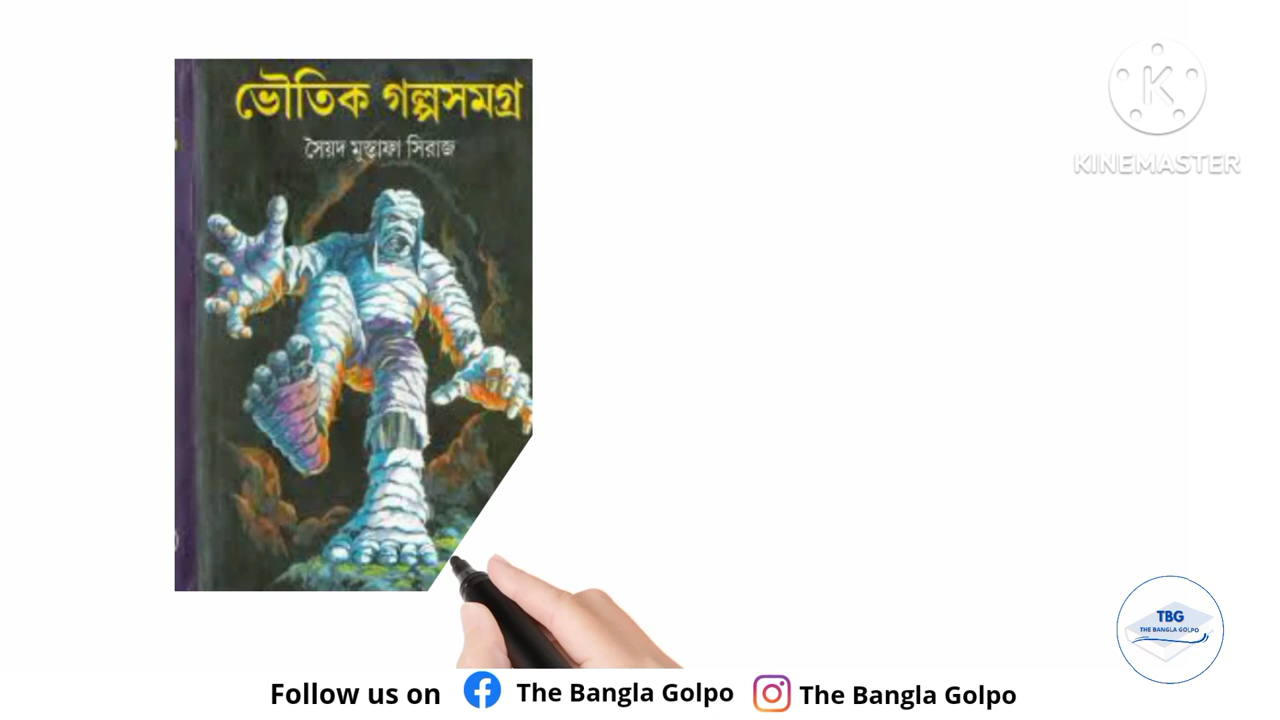 ভৌতিক গল্পসমগ্র
সৈয়দ মুস্তাফা সিরাজ
K
KINEMASTER
TBG
THE BANGLA GOLPO
Follow us on The Bangla Golpo The Bangla Golpo